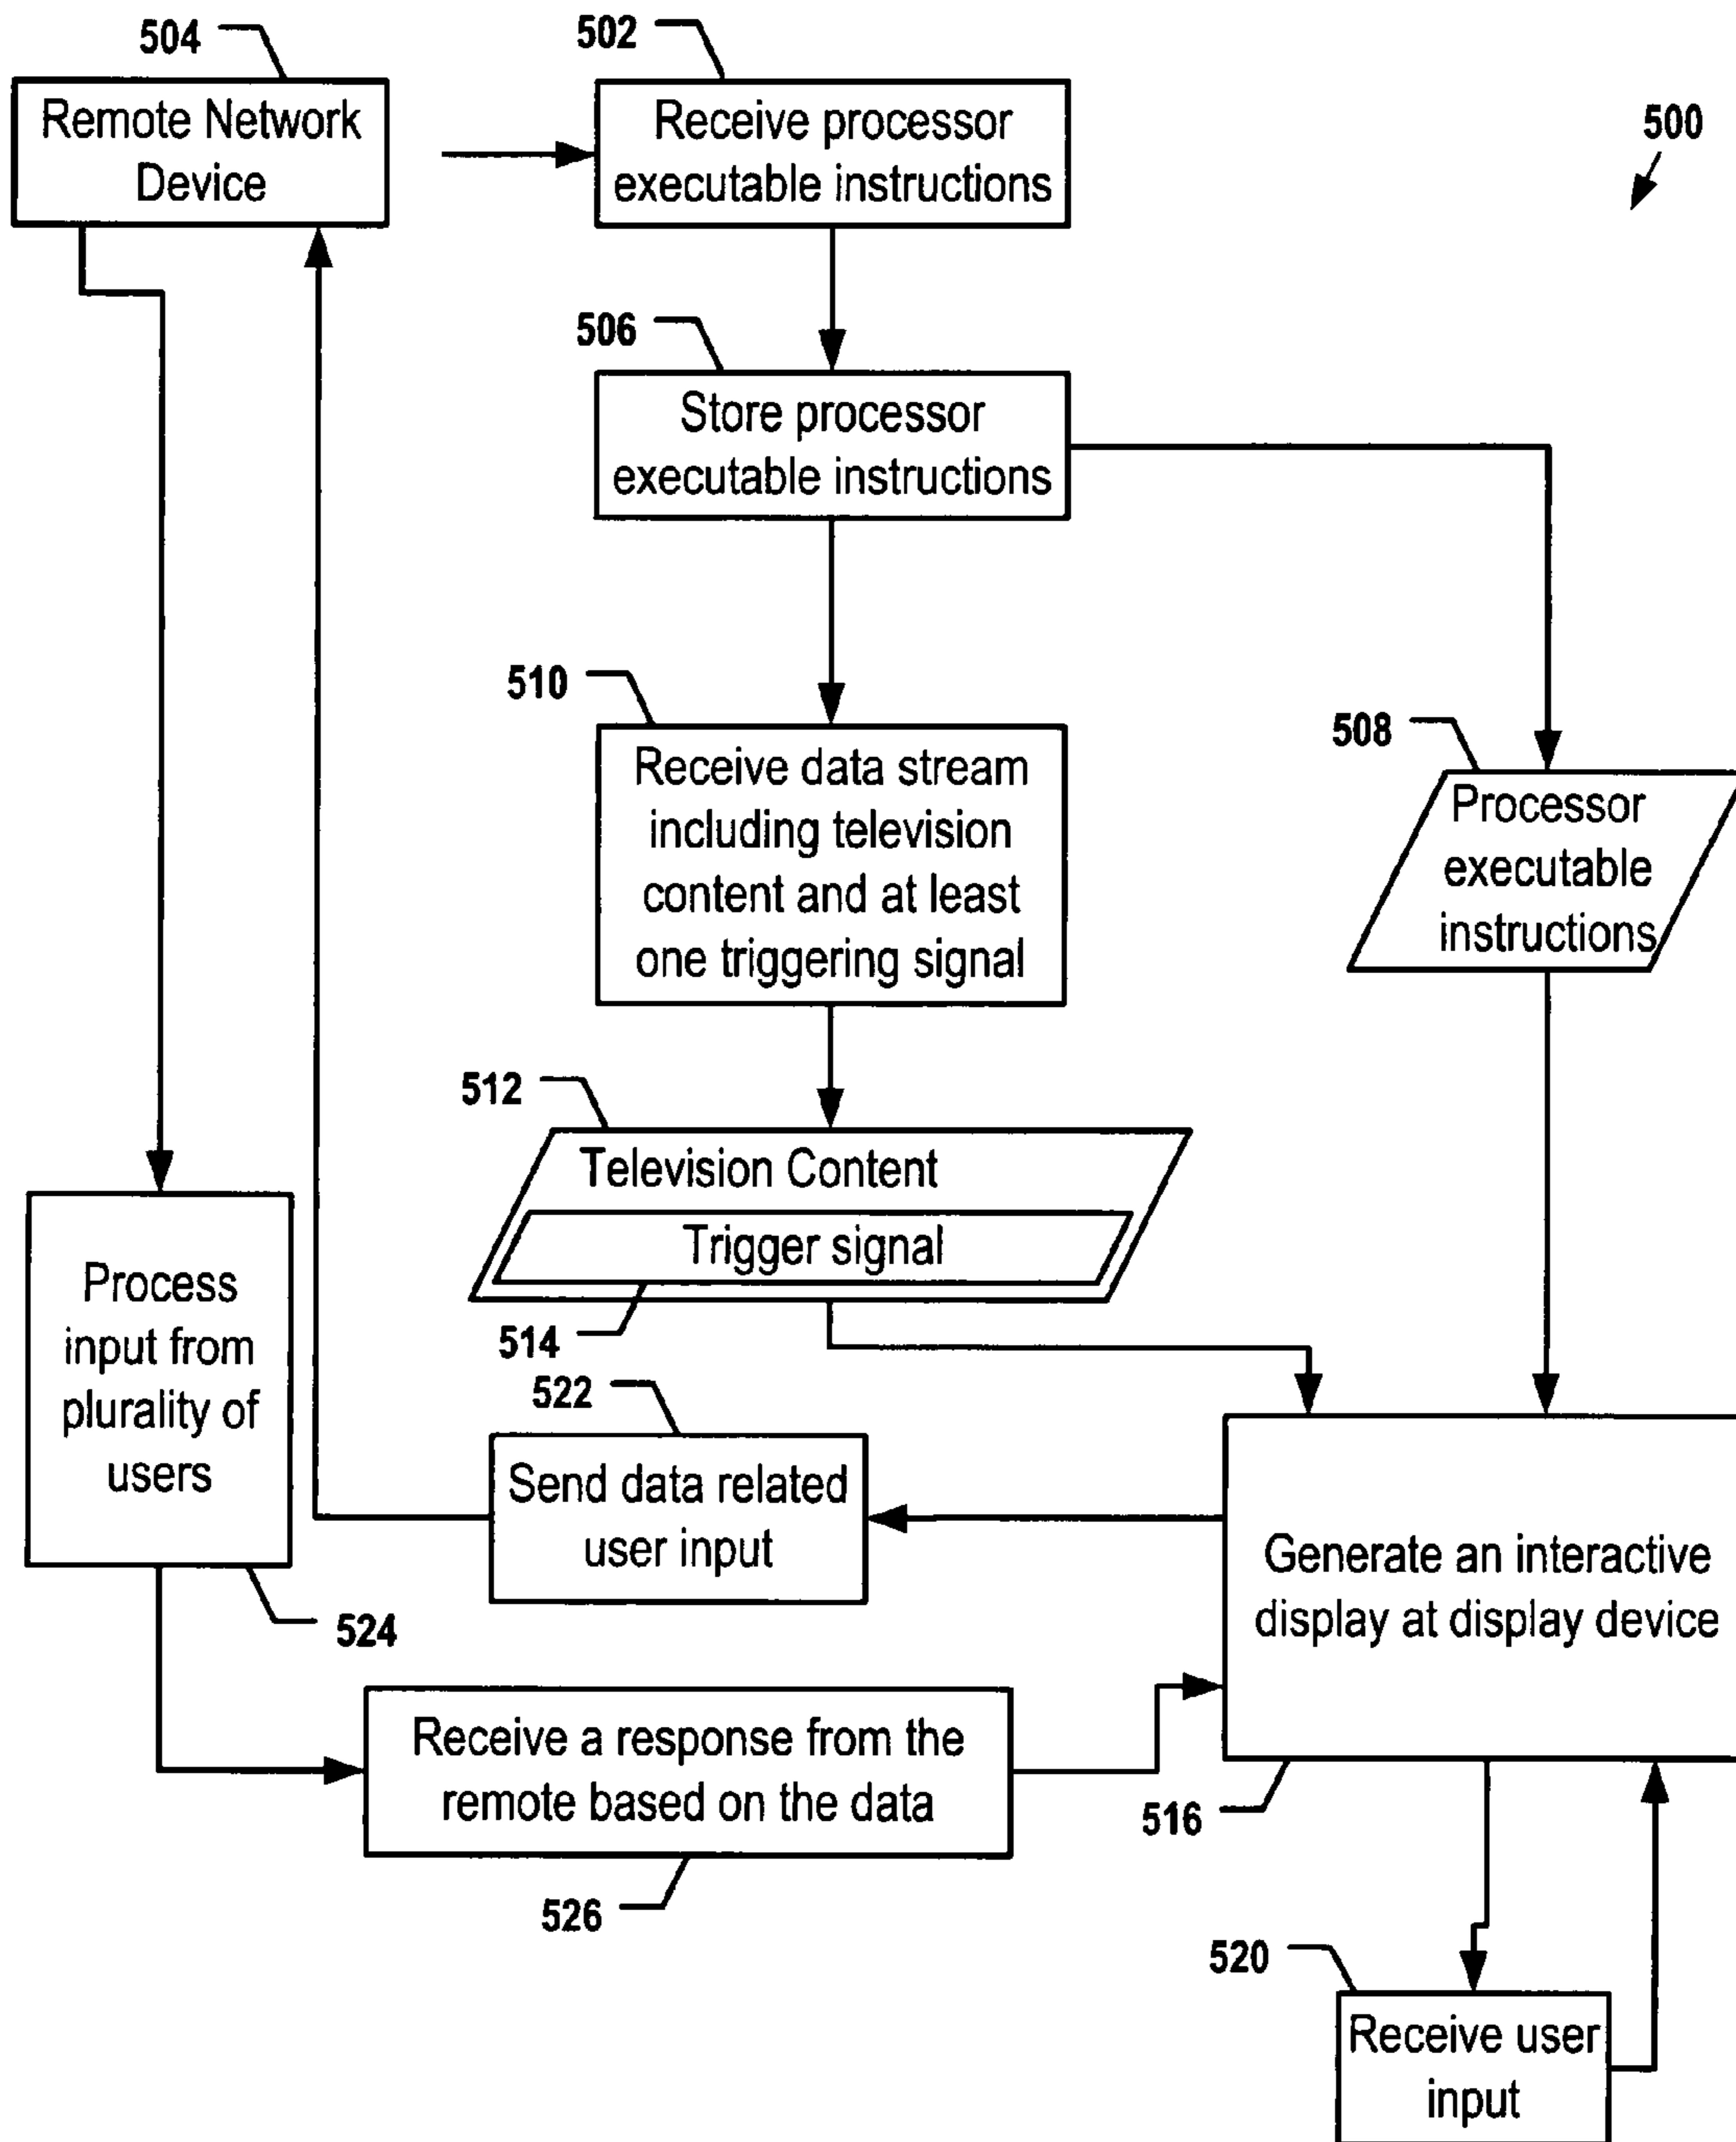 504
Remote Network
Device
502
Receive processor
executable instructions
500
506
Store processor
executable instructions
510
Receive data stream
including television
content and at least
one triggering signal
508
Processor
executable
instructions
512
Television Content
Trigger signal
514
Process
input from
plurality of
users
524
522
Send data related
user input
Generate an interactive
display at display device
516
Receive a response from the
remote based on the data
526
520
Receive user
input